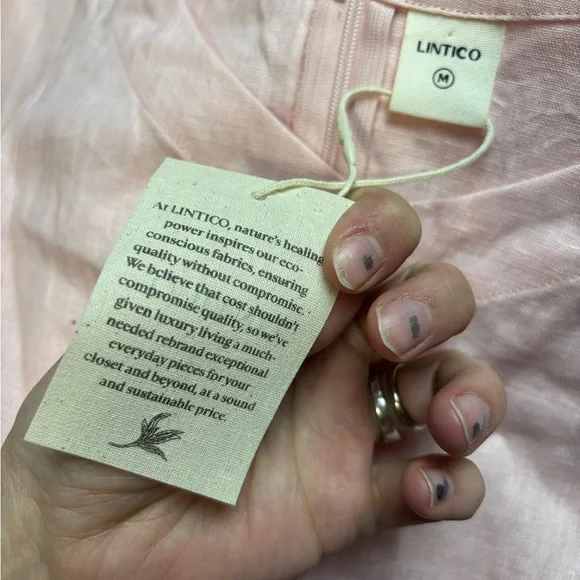 LINTICO
M
At LINTICO, nature's healing
power inspires our eco-
conscious fabrics, ensuring
quality without compromise.
We believe that cost shouldn't
compromise quality, so we've
given luxury living a much-
needed rebrand exceptional
everyday pieces for your
closet and beyond, at a sound
and sustainable price.